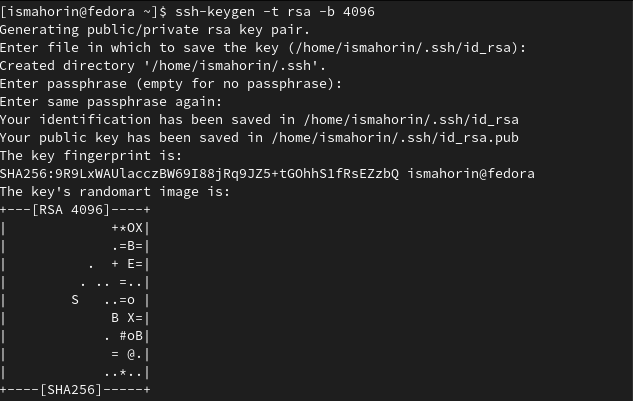 [ismahorin@fedora ~]$ ssh-keygen -t rsa -b 4096
Generating public/private rsa key pair.
Enter file in which to save the key (/home/ismahorin/.ssh/id_rsa):
Created directory '/home/ismahorin/.ssh'.
Enter passphrase (empty for no passphrase):
Enter same passphrase again:
Your identification has been saved in /home/ismahorin/.ssh/id_rsa
Your public key has been saved in /home/ismahorin/.ssh/id_rsa.pub
The key fingerprint is:
SHA256:9R9LxWAUlacczBW69I88jRq9JZ5+tGOhhS1fRsEZzbQ ismahorin@fedora
The key's randomart image is:
+---[RSA 4096]----+
|             +*OX|
|             .=B=|
|          .  + E=|
|         . .. =..|
|        S   ..=o |
|             B X=|
|            . #oB|
|             = @.|
|            ..*..|
+----[SHA256]-----+